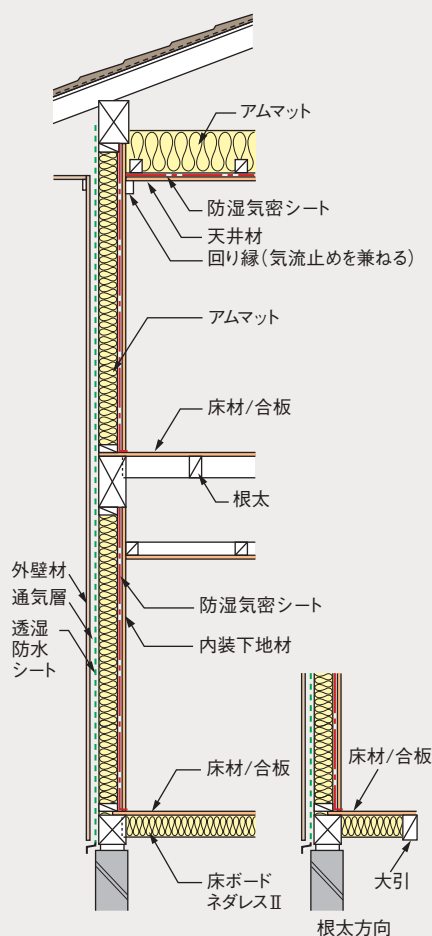 アムマット
防湿気密シート
天井材
回り縁(気流止めを兼ねる)
アムマット
床材/合板
根太
外壁材
通気層
透湿
防水
シート
防湿気密シート
内装下地材
床材/合板
床ボード
ネダレスⅡ
床材/合板
大引
根太方向